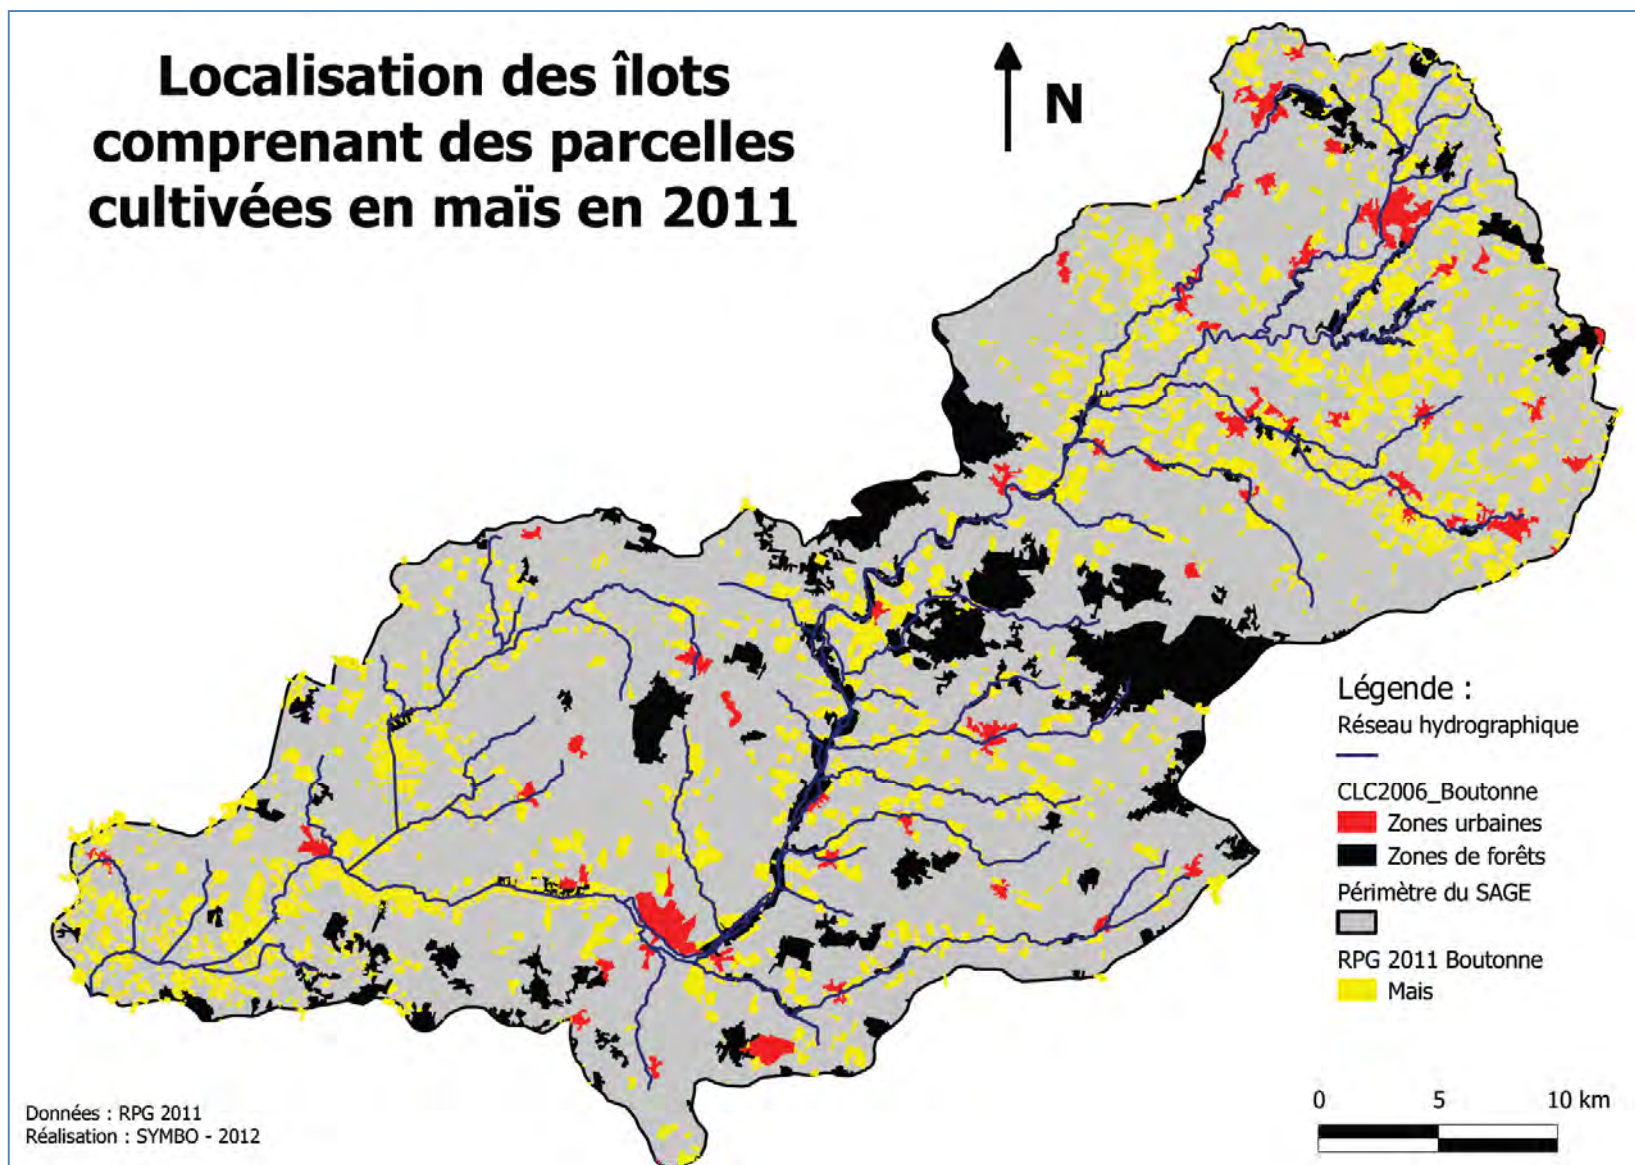 Localisation des îlots
comprenant des parcelles
cultivées en maïs en 2011
N
Légende :
Réseau hydrographique
CLC2006_Boutonne
Zones urbaines
Zones de forêts
Périmètre du SAGE
RPG 2011 Boutonne
Mais
0 5 10 km
Données : RPG 2011
Réalisation : SYMBO - 2012